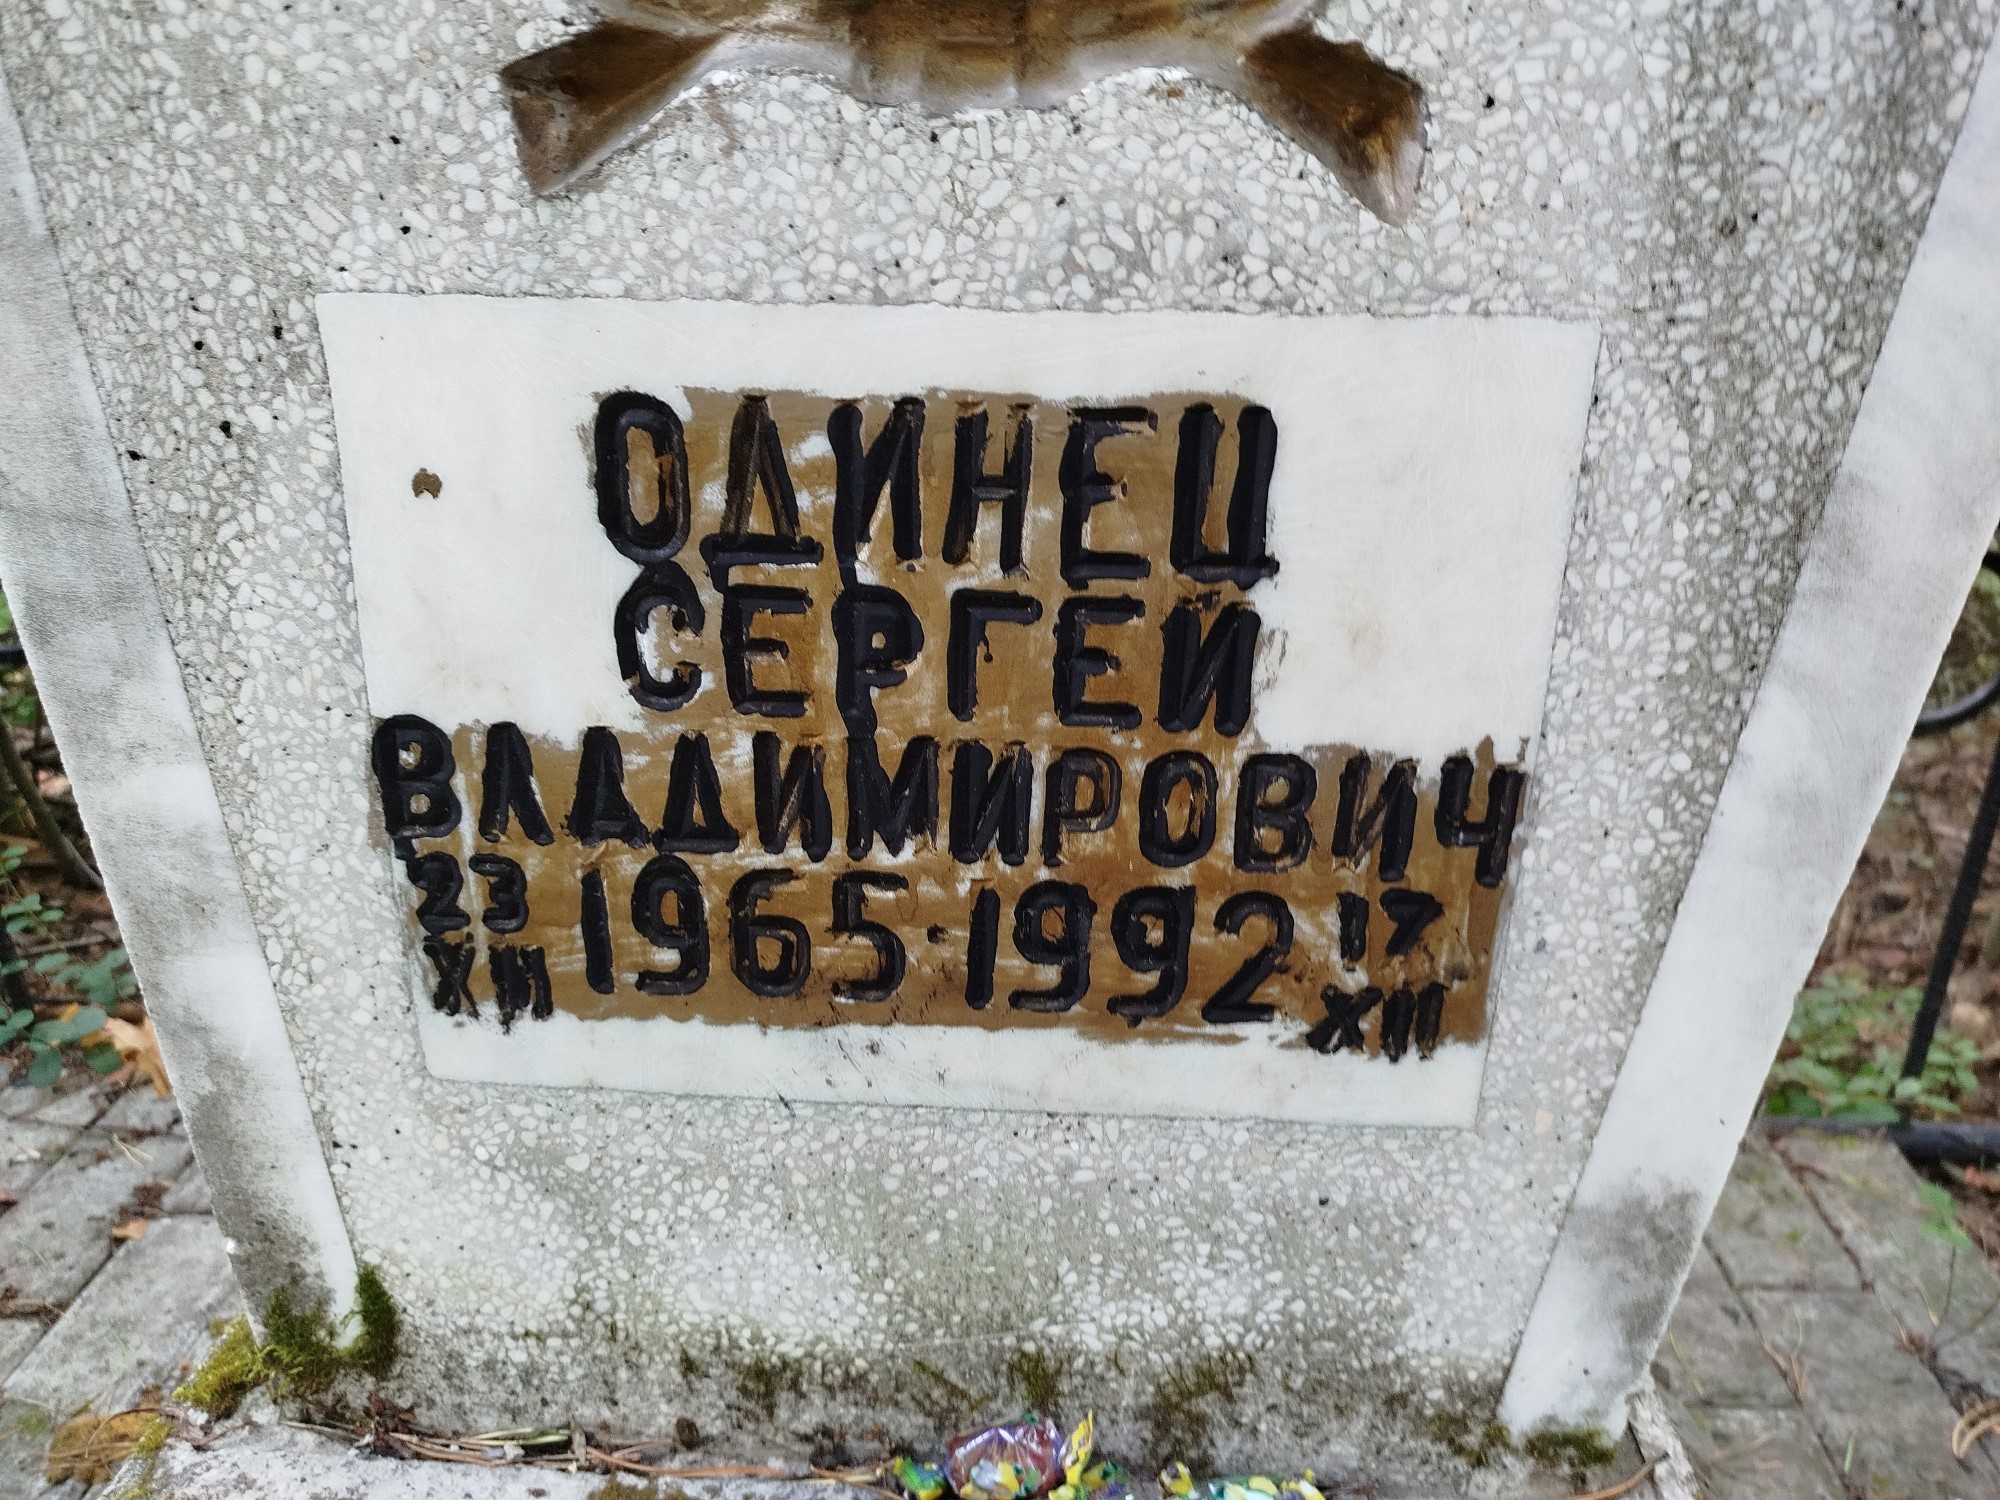 ОДИНЕЦ
СЕРГЕЙ
ВЛАДИМИРОВИЧ
23 1965·1992 17
XII XII